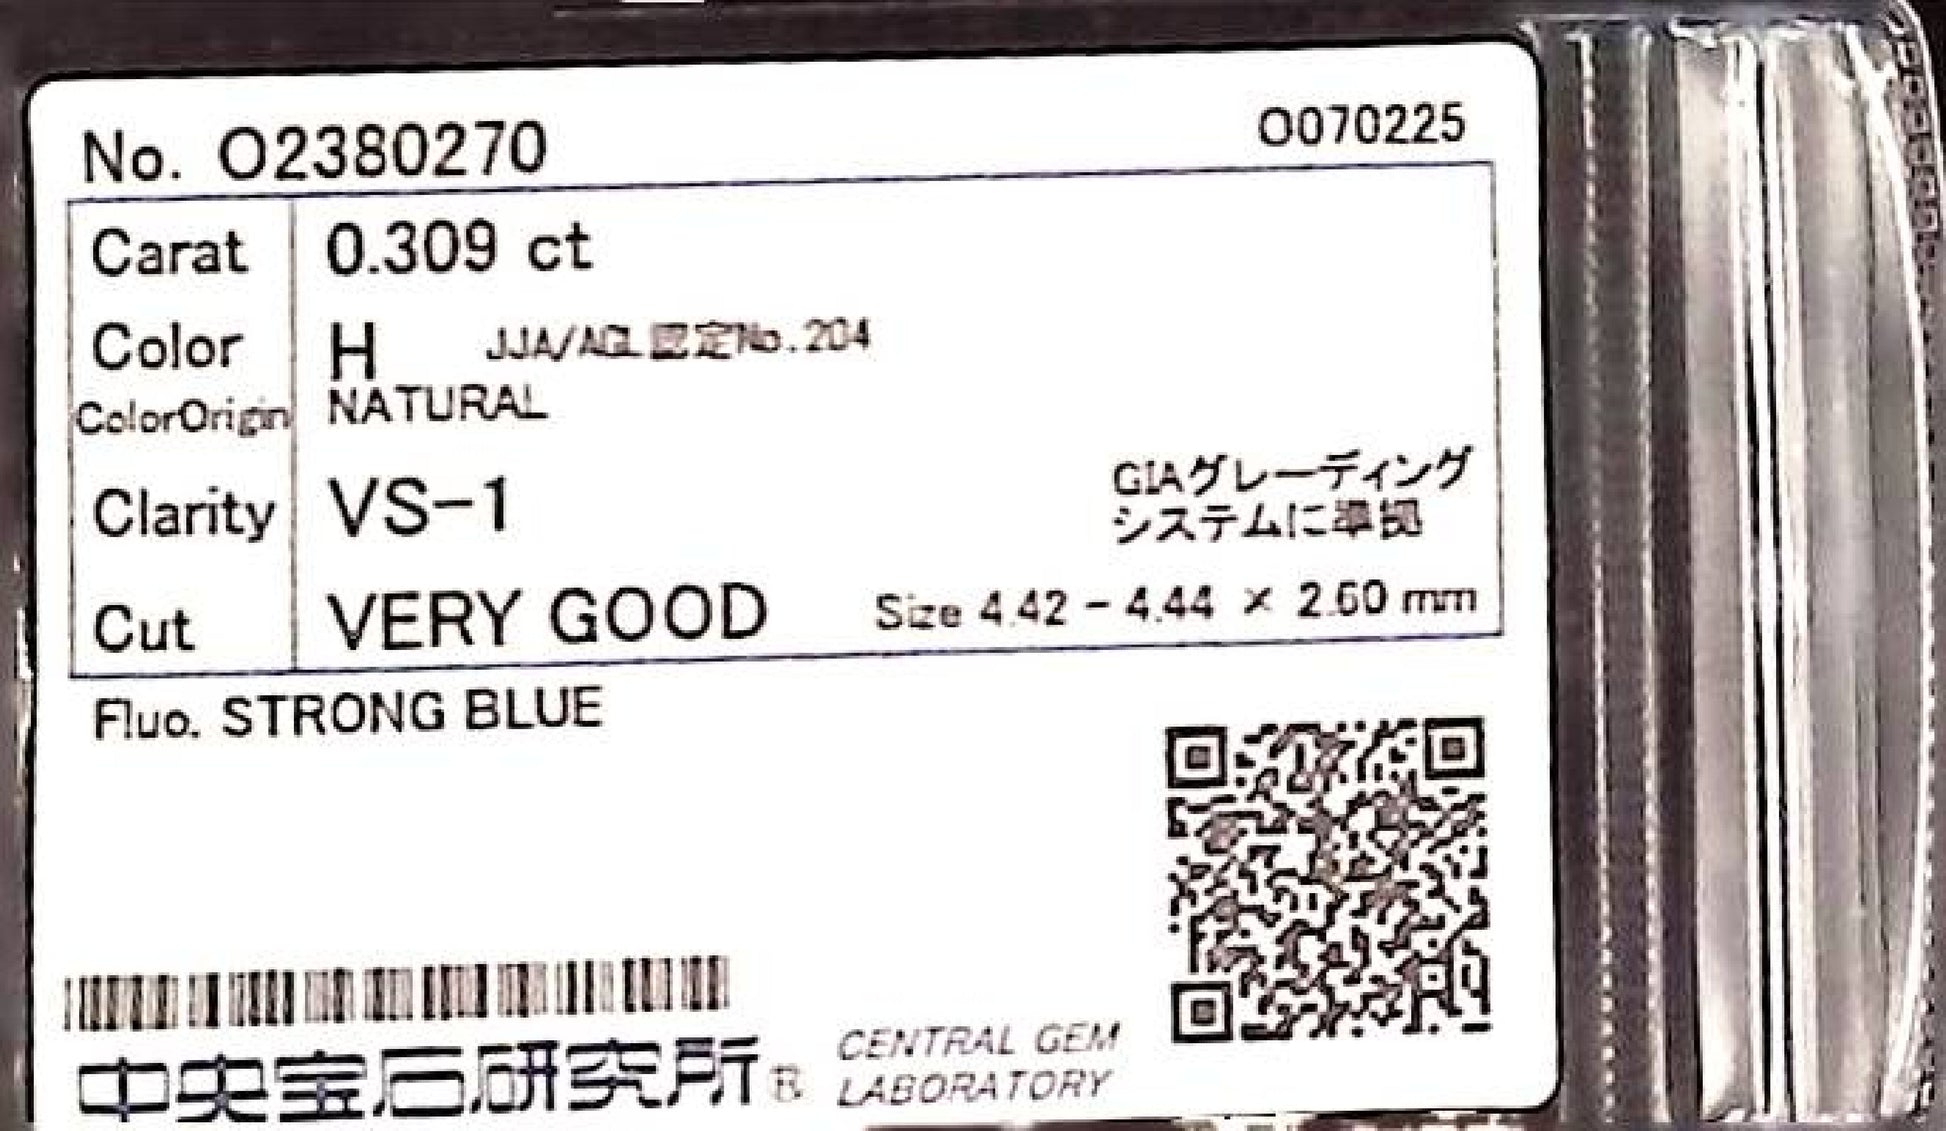 No. O2380270
O070225
Carat 0.309 ct
Color H JJA/AGL認定No.204
ColorOrigin NATURAL
Clarity VS-1
GIAグレーディング
システムに準拠
Cut VERY GOOD Size 4.42 - 4.44 × 2.60 mm
Fluo. STRONG BLUE
中央宝石研究所
CENTRAL GEM
LABORATORY